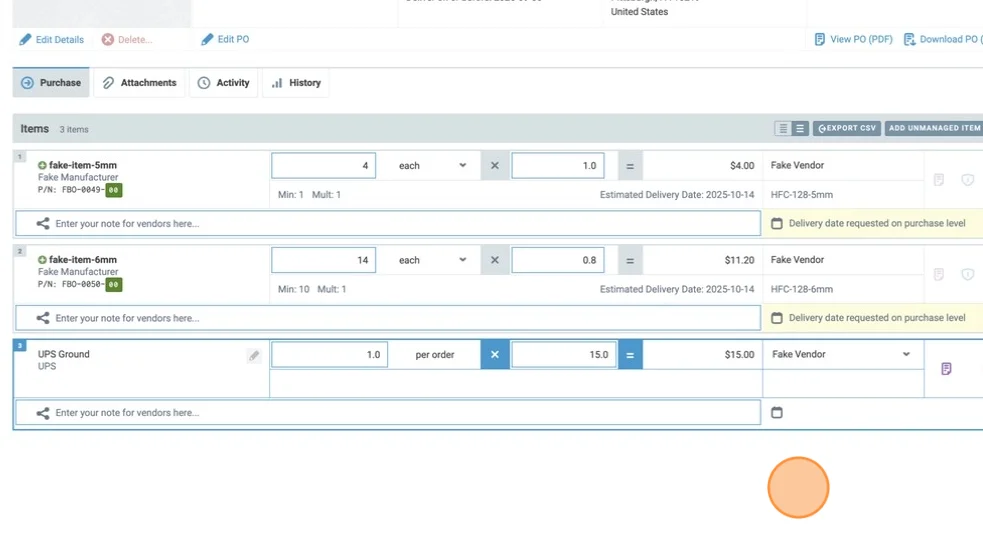 United States
Edit Details
Delete...
Edit PO
View PO (PDF)
Download PO (
Purchase
Attachments
Activity
History
Items 3 items
EXPORT CSV
ADD UNMANAGED ITEM
1
fake-item-5mm
Fake Manufacturer
P/N: FBO-0049-00
4 each × 1.0 = $4.00 Fake Vendor
Min: 1 Mult: 1 Estimated Delivery Date: 2025-10-14 HFC-128-5mm
Enter your note for vendors here... Delivery date requested on purchase level
2
fake-item-6mm
Fake Manufacturer
P/N: FBO-0050-00
14 each × 0.8 = $11.20 Fake Vendor
Min: 10 Mult: 1 Estimated Delivery Date: 2025-10-14 HFC-128-6mm
Enter your note for vendors here... Delivery date requested on purchase level
3
UPS Ground
UPS
1.0 per order × 15.0 = $15.00 Fake Vendor
Enter your note for vendors here...